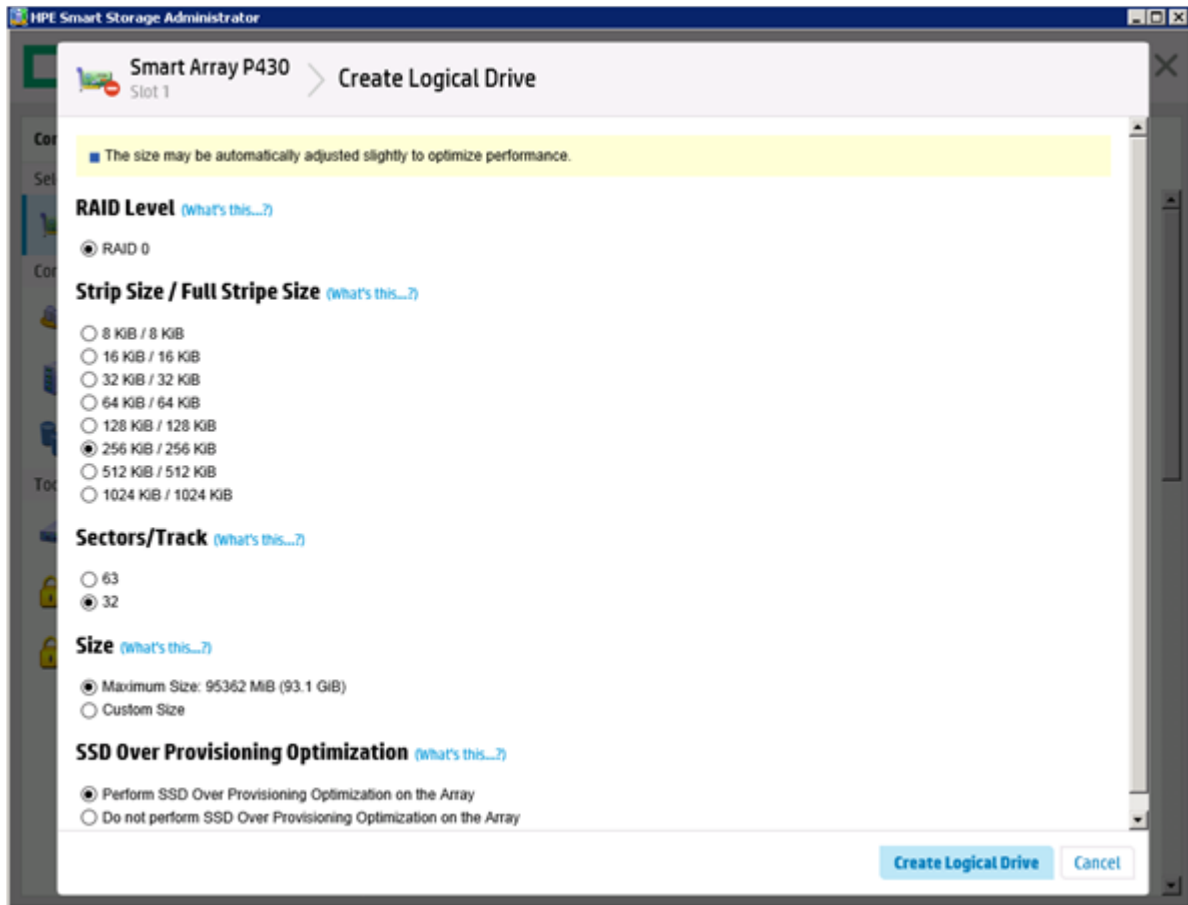 HPE Smart Storage Administrator
Smart Array P430
Slot 1
Create Logical Drive
The size may be automatically adjusted slightly to optimize performance.
RAID Level (What's this...?)
RAID 0
Strip Size / Full Stripe Size (What's this...?)
8 KiB / 8 KiB
16 KiB / 16 KiB
32 KiB / 32 KiB
64 KiB / 64 KiB
128 KiB / 128 KiB
256 KiB / 256 KiB
512 KiB / 512 KiB
1024 KiB / 1024 KiB
Sectors/Track (What's this...?)
63
32
Size (What's this...?)
Maximum Size: 95362 MiB (93.1 GiB)
Custom Size
SSD Over Provisioning Optimization (What's this...?)
Perform SSD Over Provisioning Optimization on the Array
Do not perform SSD Over Provisioning Optimization on the Array
Create Logical Drive
Cancel